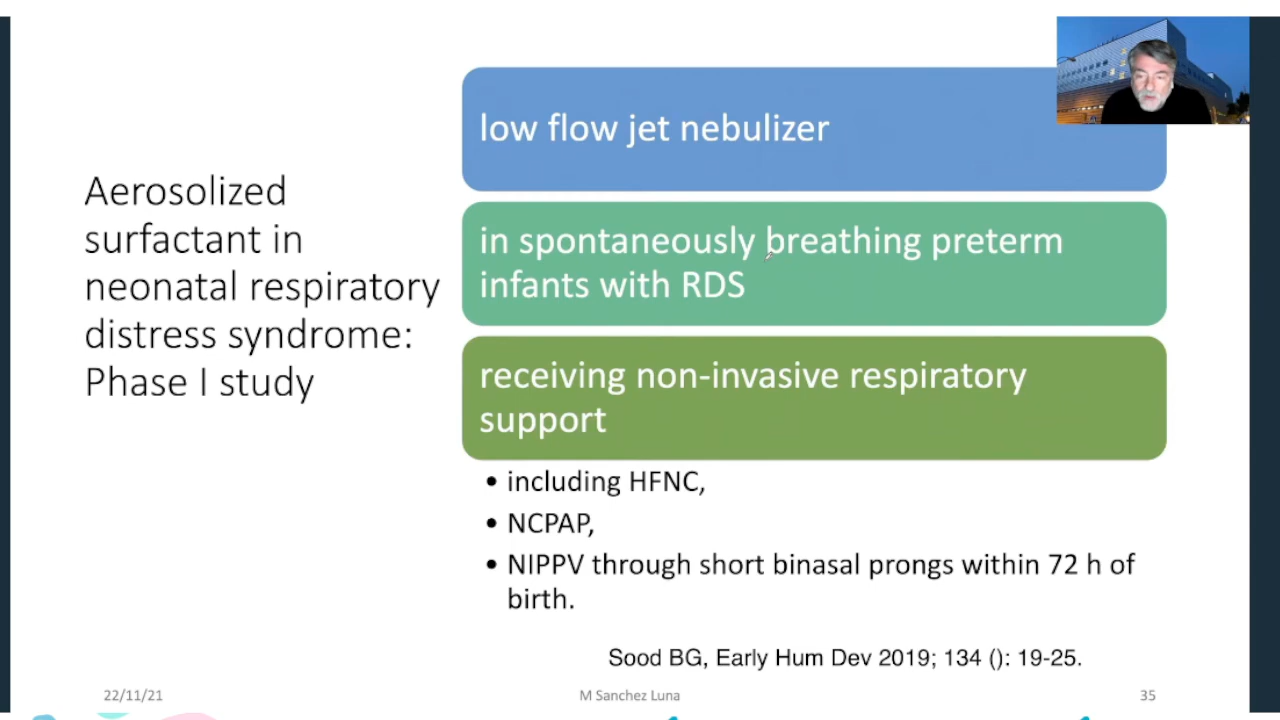 Aerosolized
surfactant in
neonatal respiratory
distress syndrome:
Phase I study
low flow jet nebulizer
in spontaneously breathing preterm
infants with RDS
receiving non-invasive respiratory
support
• including HFNC,
• NCPAP,
• NIPPV through short binasal prongs within 72 h of
birth.
Sood BG, Early Hum Dev 2019; 134 (): 19-25.
22/11/21
M Sanchez Luna
35